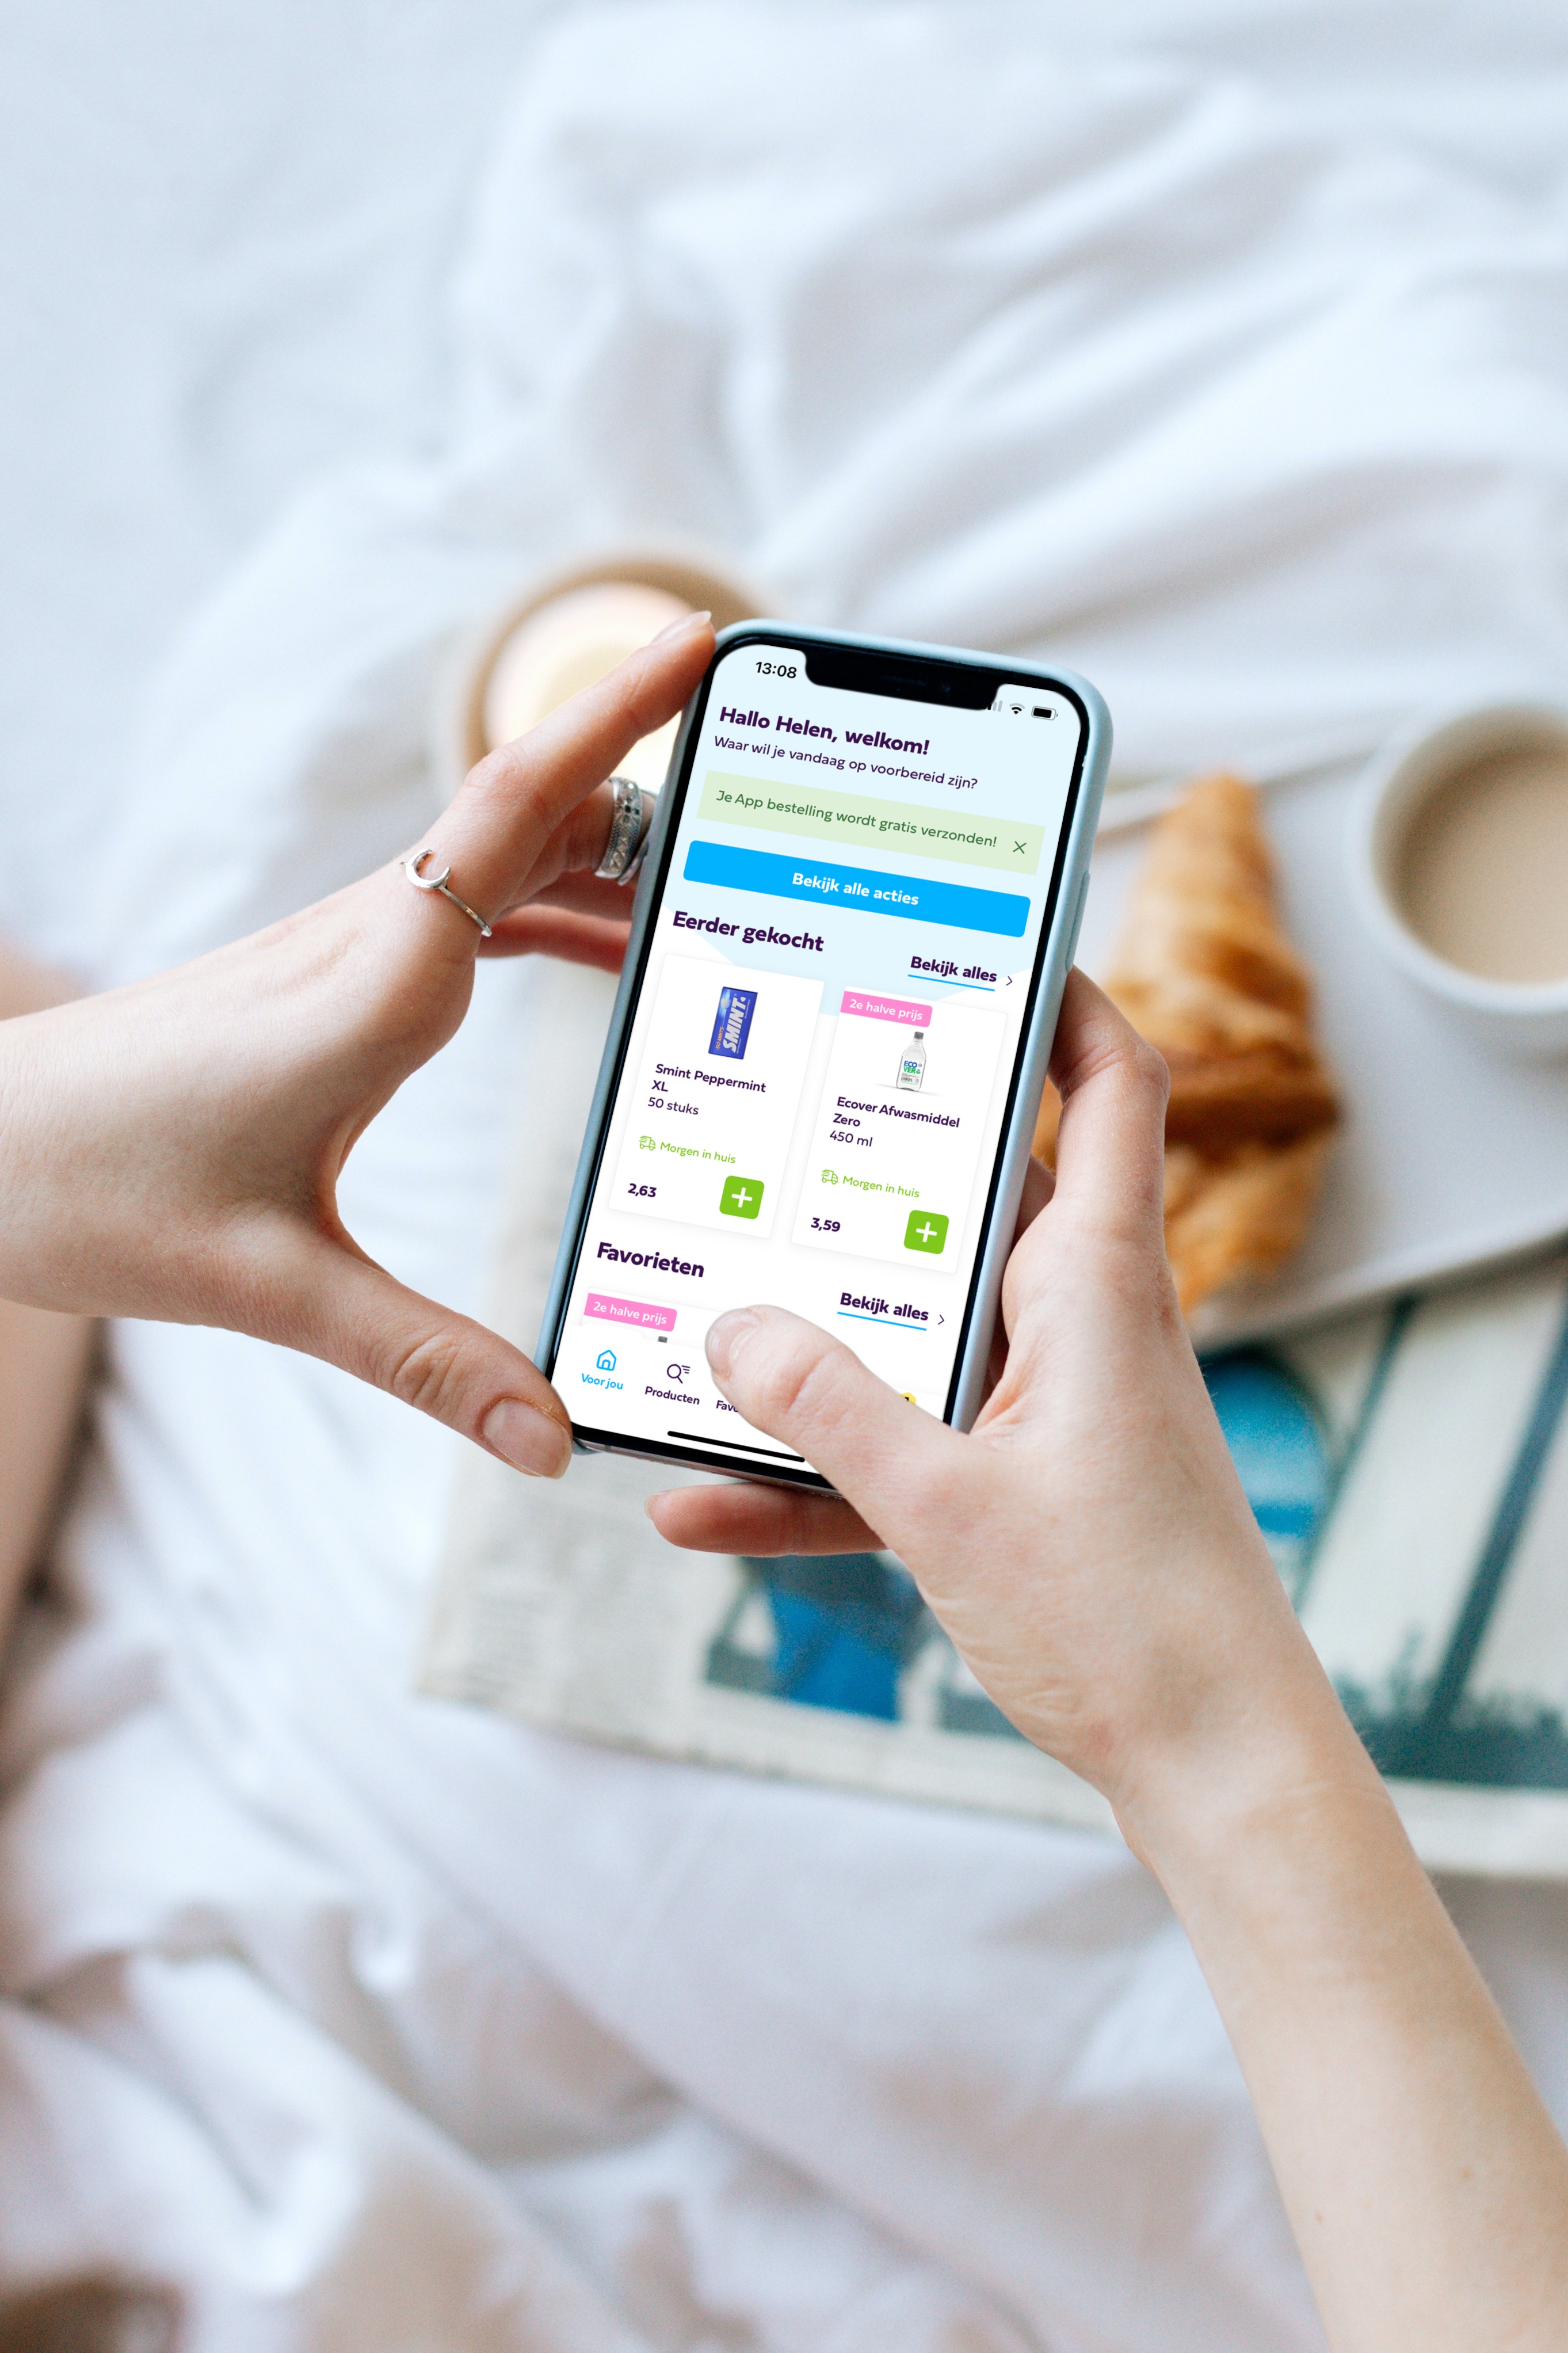 13:08
Hallo Helen, welkom!
Waar wil je vandaag op voorbereid zijn?
Je App bestelling wordt gratis verzonden!
Bekijk alle acties
Eerder gekocht
Bekijk alles
SMINT
2e halve prijs
ECO
VER
Smint Peppermint
XL
50 stuks
Morgen in huis
2,63
Ecover Afwasmiddel
Zero
450 ml
Morgen in huis
3,59
Favorieten
Bekijk alles
2e halve prijs
Voor jou
Producten